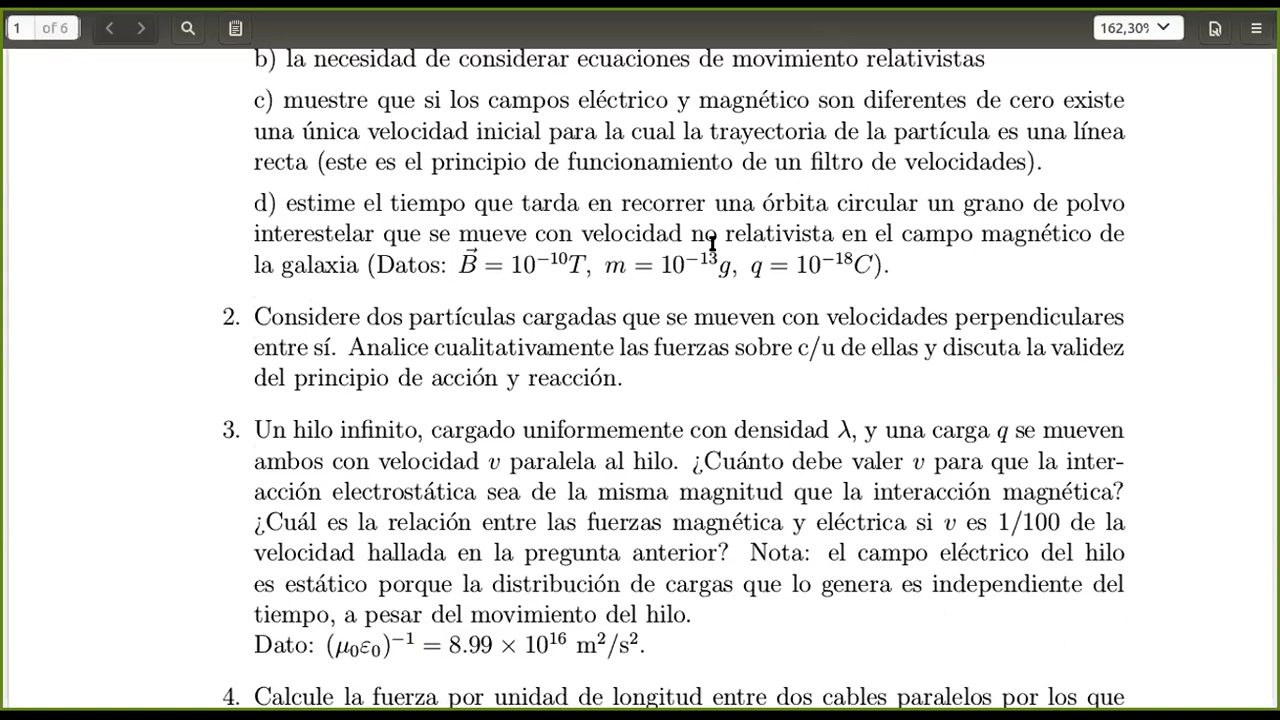 1 of 6 162,30%
b) la necesidad de considerar ecuaciones de movimiento relativistas
c) muestre que si los campos eléctrico y magnético son diferentes de cero existe
una única velocidad inicial para la cual la trayectoria de la partícula es una línea
recta (este es el principio de funcionamiento de un filtro de velocidades).
d) estime el tiempo que tarda en recorrer una órbita circular un grano de polvo
interestelar que se mueve con velocidad no relativista en el campo magnético de
la galaxia (Datos: $\vec{B} = 10^{-10}T,\ m = 10^{-13}g,\ q = 10^{-18}C$).
2. Considere dos partículas cargadas que se mueven con velocidades perpendiculares
entre sí. Analice cualitativamente las fuerzas sobre c/u de ellas y discuta la validez
del principio de acción y reacción.
3. Un hilo infinito, cargado uniformemente con densidad λ, y una carga q se mueven
ambos con velocidad v paralela al hilo. ¿Cuánto debe valer v para que la inter-
acción electrostática sea de la misma magnitud que la interacción magnética?
¿Cuál es la relación entre las fuerzas magnética y eléctrica si v es 1/100 de la
velocidad hallada en la pregunta anterior? Nota: el campo eléctrico del hilo
es estático porque la distribución de cargas que lo genera es independiente del
tiempo, a pesar del movimiento del hilo.
Dato: $(\mu_0\varepsilon_0)^{-1} = 8.99 \times 10^{16}\ \mathrm{m}^2/\mathrm{s}^2$.
4. Calcule la fuerza por unidad de longitud entre dos cables paralelos por los que